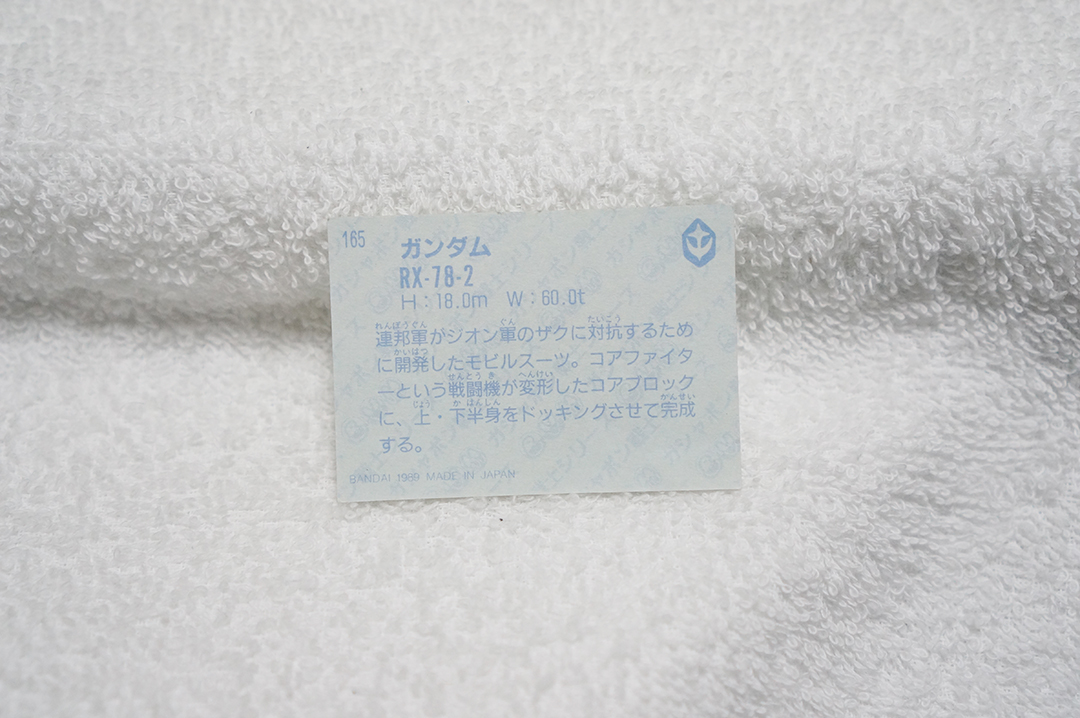 165
ガンダム
RX-78-2
H：18.0m　W：60.0t
連邦軍がジオン軍のザクに対抗するため
に開発したモビルスーツ。コアファイタ
ーという戦闘機が変形したコアブロック
に、上・下半身をドッキングさせて完成
する。
BANDAI 1989 MADE IN JAPAN